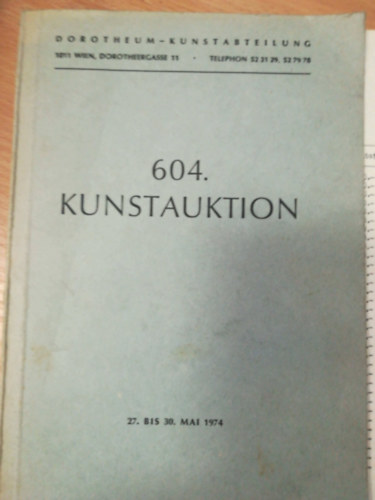 DOROTHEUM – KUNSTABTEILUNG
1011 WIEN, DOROTHEERGASSE 11 · TELEPHON 52 31 29, 52 79 78
604.
KUNSTAUKTION
27. BIS 30. MAI 1974